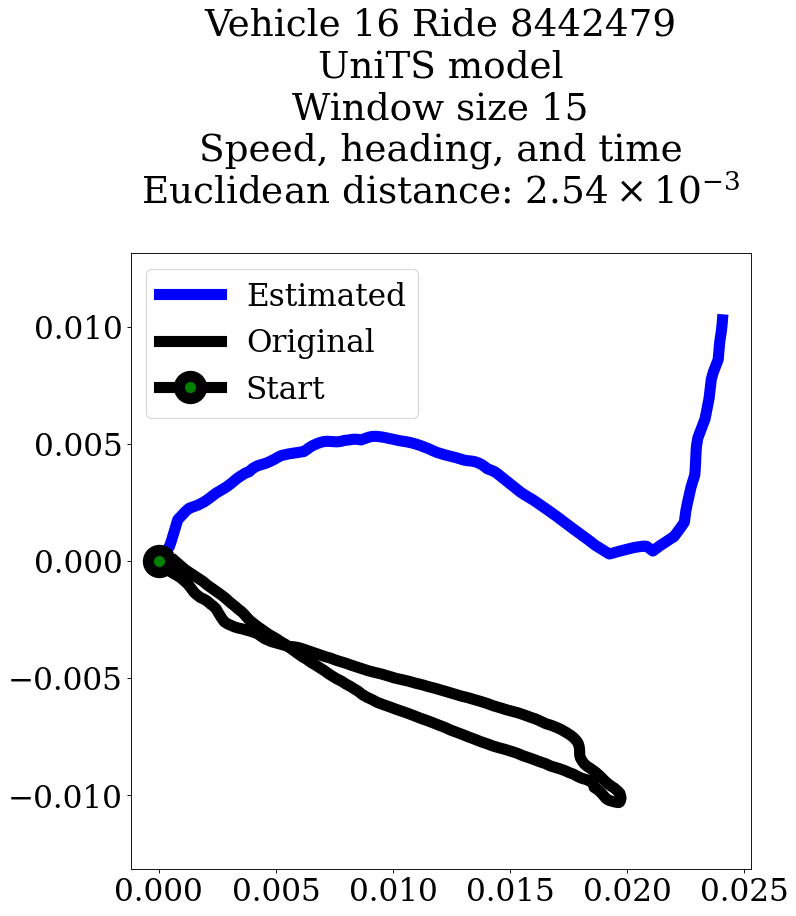 Vehicle 16 Ride 8442479
UniTS model
Window size 15
Speed, heading, and time
Euclidean distance: 2.54 × 10⁻³
Estimated
Original
Start
0.010
0.005
0.000
−0.005
−0.010
0.000 0.005 0.010 0.015 0.020 0.025